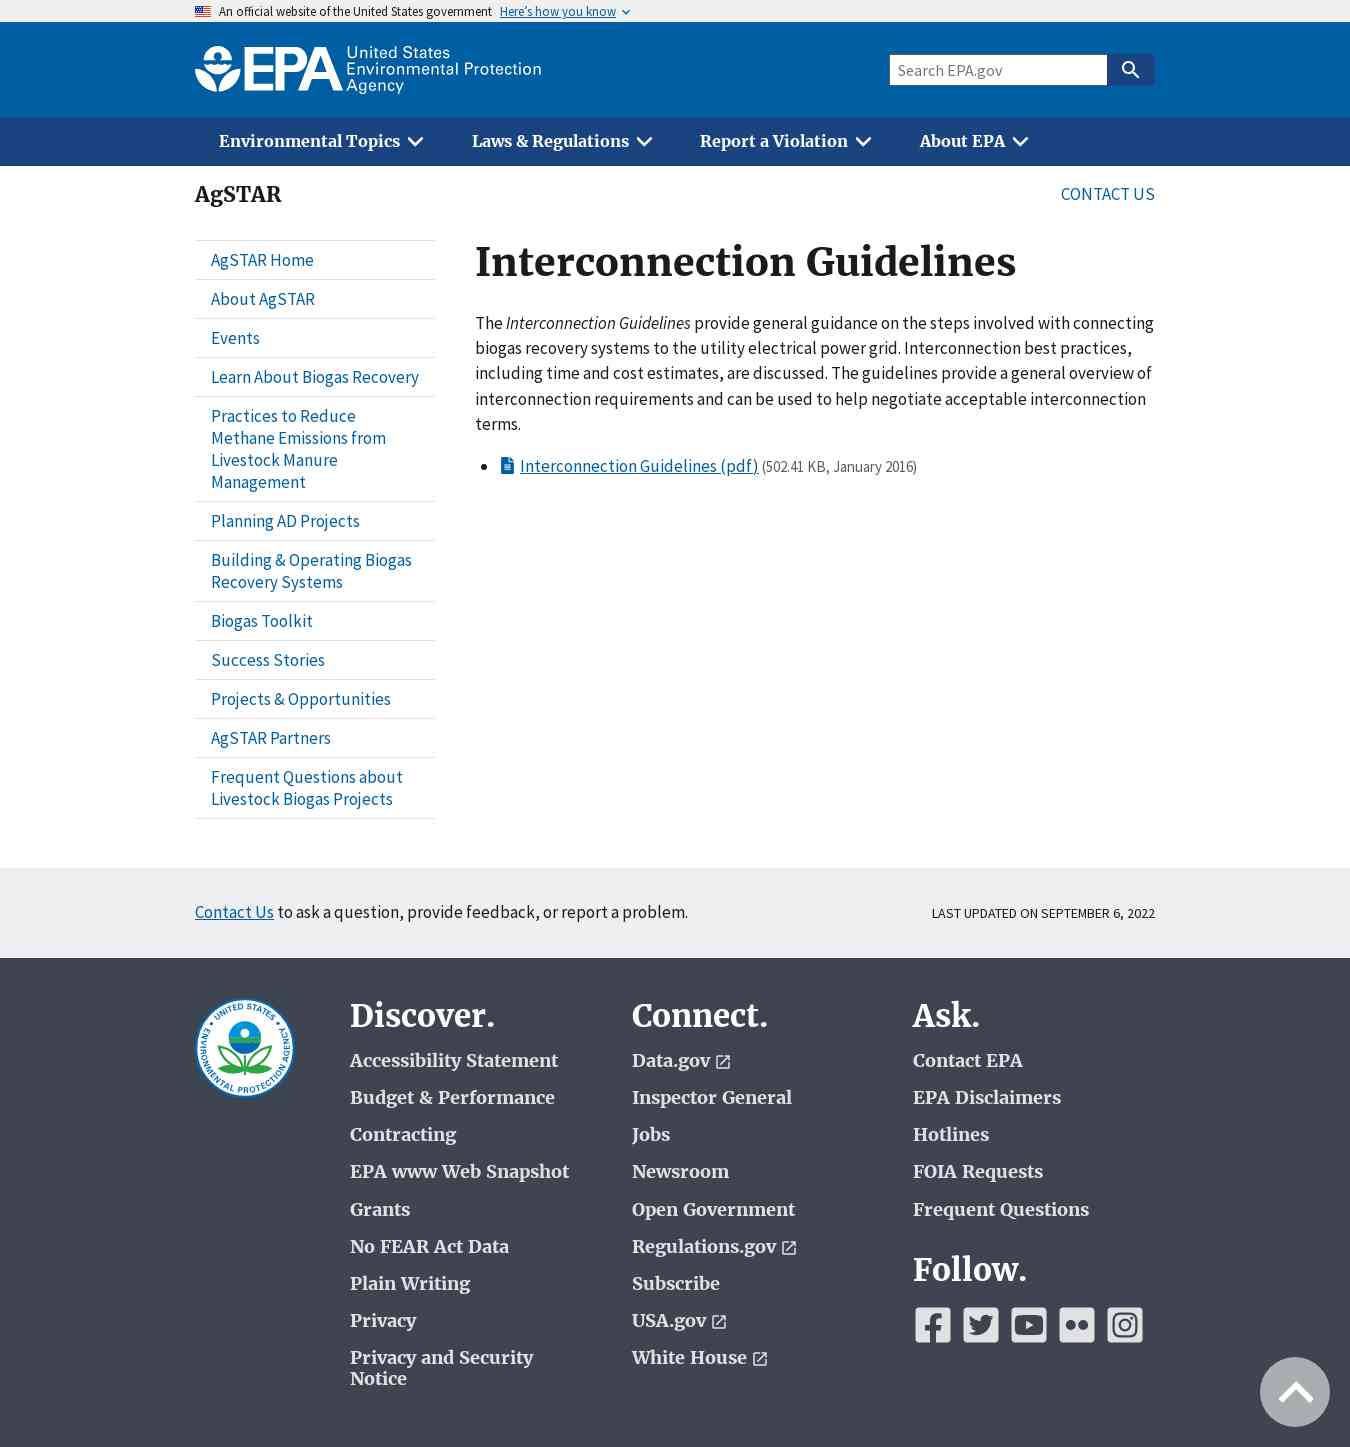 An official website of the United States government Here's how you know
EPA United States
Environmental Protection
Agency
Search EPA.gov
Environmental Topics
Laws & Regulations
Report a Violation
About EPA
AgSTAR
CONTACT US
AgSTAR Home
About AgSTAR
Events
Learn About Biogas Recovery
Practices to Reduce
Methane Emissions from
Livestock Manure
Management
Planning AD Projects
Building & Operating Biogas
Recovery Systems
Biogas Toolkit
Success Stories
Projects & Opportunities
AgSTAR Partners
Frequent Questions about
Livestock Biogas Projects
Interconnection Guidelines
The Interconnection Guidelines provide general guidance on the steps involved with connecting
biogas recovery systems to the utility electrical power grid. Interconnection best practices,
including time and cost estimates, are discussed. The guidelines provide a general overview of
interconnection requirements and can be used to help negotiate acceptable interconnection
terms.
Interconnection Guidelines (pdf) (502.41 KB, January 2016)
Contact Us to ask a question, provide feedback, or report a problem.
LAST UPDATED ON SEPTEMBER 6, 2022
UNITED STATES
ENVIRONMENTAL PROTECTION AGENCY
Discover.
Accessibility Statement
Budget & Performance
Contracting
EPA www Web Snapshot
Grants
No FEAR Act Data
Plain Writing
Privacy
Privacy and Security
Notice
Connect.
Data.gov
Inspector General
Jobs
Newsroom
Open Government
Regulations.gov
Subscribe
USA.gov
White House
Ask.
Contact EPA
EPA Disclaimers
Hotlines
FOIA Requests
Frequent Questions
Follow.